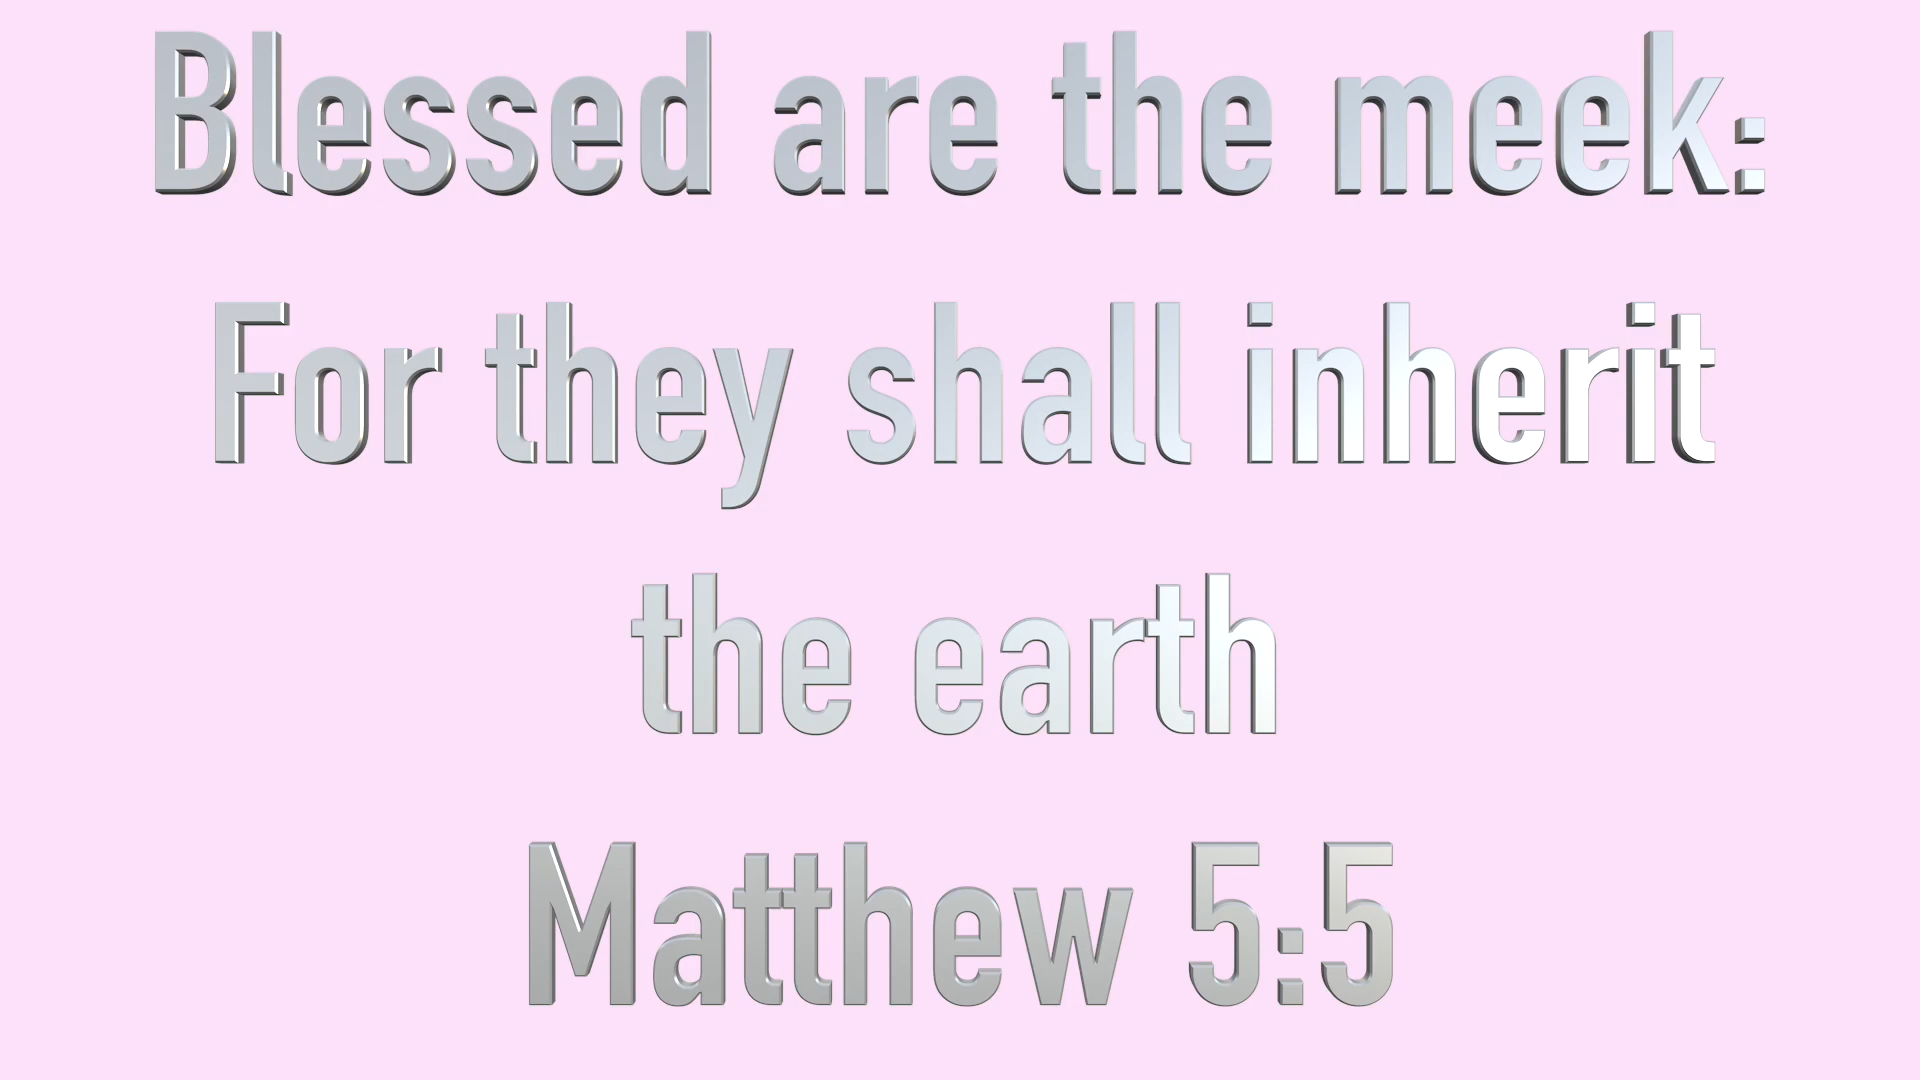 Blessed are the meek:
For they shall inherit
the earth
Matthew 5:5